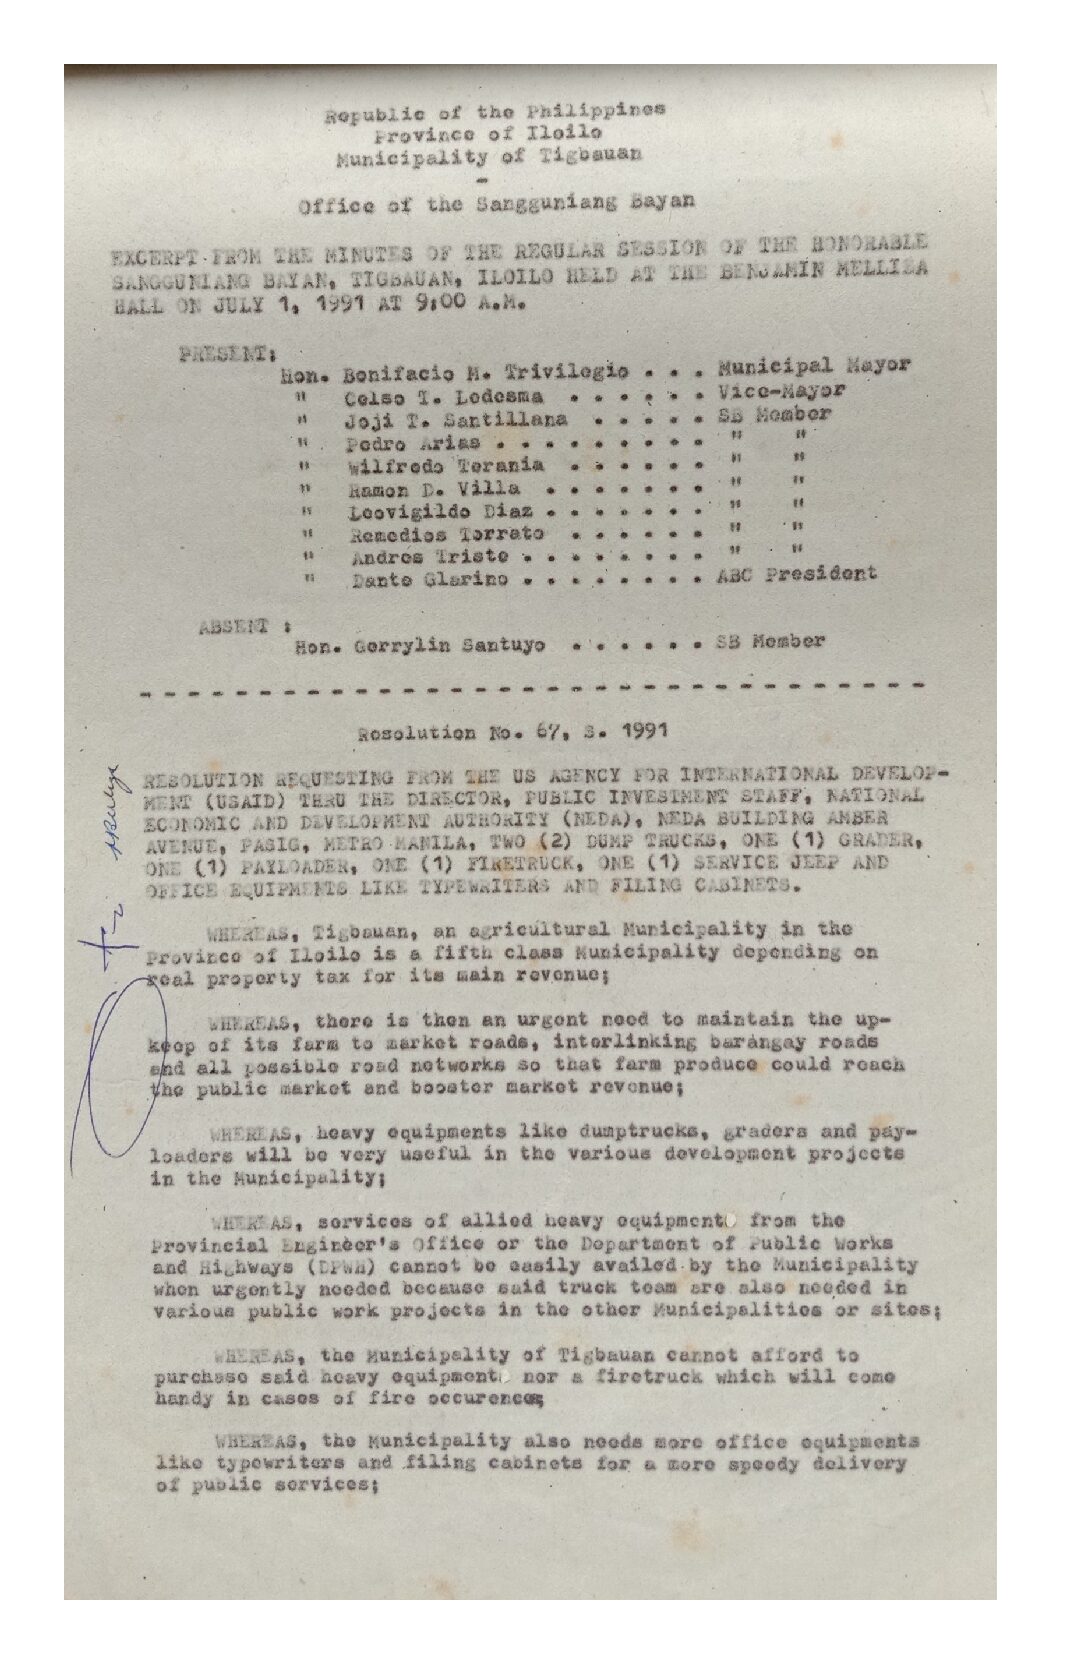 Republic of the Philippines
Province of Iloilo
Municipality of Tigbauan
-
Office of the Sangguniang Bayan
EXCERPT FROM THE MINUTES OF THE REGULAR SESSION OF THE HONORABLE
SANGGUNIANG BAYAN, TIGBAUAN, ILOILO HELD AT THE BENJAMIN MELLIZA
HALL ON JULY 1, 1991 AT 9:00 A.M.
PRESENT:
Hon. Bonifacio M. Trivilegio . . . Municipal Mayor
" Celso T. Ledesma . . . . . . Vice-Mayor
" Joji T. Santillana . . . . . SB Member
" Pedro Arias . . . . . . . . . " "
" Wilfredo Terania . . . . . . " "
" Ramon D. Villa . . . . . . . " "
" Leovigildo Diaz . . . . . . . " "
" Remedios Torrato . . . . . . " "
" Andres Triste . . . . . . . . " "
" Dante Glarino . . . . . . . . ABC President
ABSENT :
Hon. Gerrylin Santuyo . . . . . . SB Member
- - - - - - - - - - - - - - - - - - - - - - - - - - - - - - - - -
Resolution No. 67, s. 1991
RESOLUTION REQUESTING FROM THE US AGENCY FOR INTERNATIONAL DEVELOP-
MENT (USAID) THRU THE DIRECTOR, PUBLIC INVESTMENT STAFF, NATIONAL
ECONOMIC AND DEVELOPMENT AUTHORITY (NEDA), NEDA BUILDING AMBER
AVENUE, PASIG, METRO MANILA, TWO (2) DUMP TRUCKS, ONE (1) GRADER,
ONE (1) PAYLOADER, ONE (1) FIRETRUCK, ONE (1) SERVICE JEEP AND
OFFICE EQUIPMENTS LIKE TYPEWRITERS AND FILING CABINETS.
WHEREAS, Tigbauan, an agricultural Municipality in the
Province of Iloilo is a fifth class Municipality depending on
real property tax for its main revenue;
WHEREAS, there is then an urgent need to maintain the up-
keep of its farm to market roads, interlinking barangay roads
and all possible road networks so that farm produce could reach
the public market and booster market revenue;
WHEREAS, heavy equipments like dumptrucks, graders and pay-
loaders will be very useful in the various development projects
in the Municipality;
WHEREAS, services of allied heavy equipment from the
Provincial Engineer's Office or the Department of Public Works
and Highways (DPWH) cannot be easily availed by the Municipality
when urgently needed because said truck team are also needed in
various public work projects in the other Municipalities or sites;
WHEREAS, the Municipality of Tigbauan cannot afford to
purchase said heavy equipment nor a firetruck which will come
handy in cases of fire occurences;
WHEREAS, the Municipality also needs more office equipments
like typewriters and filing cabinets for a more speedy delivery
of public services;